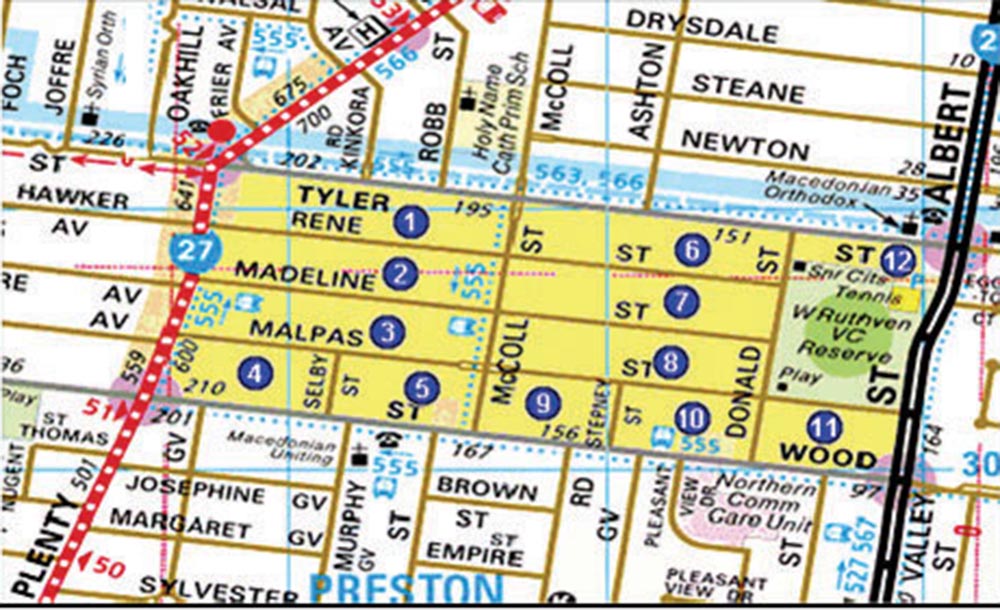 WALSAL
DRYSDALE
2
10
FOCH
JOFFRE
Syrian Orth
OAKHILL
FRIER AV
555
AV
H
63
566
ST
675
700
KINKORA
RD
ROBB
Holy Name
Cath Prim Sch
McCOLL
ASHTON
STEANE
NEWTON
ALBERT
28
35
Macedonian
Orthodox
226
52
202
555
563, 566
ST
641
HAWKER
AV
TYLER
195
RENE
1
ST
ST
6
151
ST
ST
12
27
MADELINE
2
555
Snr Cits
Tennis
P
RE
AV
AV
555
MALPAS
3
ST
7
W Ruthven
VC
Reserve
CT
600
559
4
SELBY
ST
5
ST
McCOLL
ST
8
Play
DONALD
ST
36
210
9
STEPNEY
ST
10
11
156
555
WOOD
Play
51
201
ST
THOMAS
GV
Macedonian
Uniting
555
167
164
30
97
NUGENT
501
JOSEPHINE
GV
MURPHY
GV
ST
BROWN
ST
RD
GV
PLEASANT
VIEW
DR
Northern
Comm
Care Unit
ST
527 567
VALLEY
ST
MARGARET
GV
ST
EMPIRE
PLENTY
50
SYLVESTER
PRESTON
PLEASANT
VIEW DR